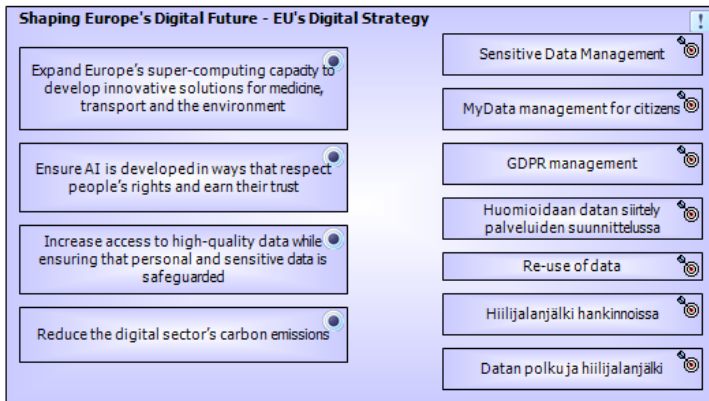 Shaping Europe's Digital Future - EU's Digital Strategy
!
Expand Europe's super-computing capacity to
develop innovative solutions for medicine,
transport and the environment
Ensure AI is developed in ways that respect
people's rights and earn their trust
Increase access to high-quality data while
ensuring that personal and sensitive data is
safeguarded
Reduce the digital sector's carbon emissions
Sensitive Data Management
MyData management for citizens
GDPR management
Huomioidaan datan siirtely
palveluiden suunnittelussa
Re-use of data
Hiilijalanjälki hankinnoissa
Datan polku ja hiilijalanjälki